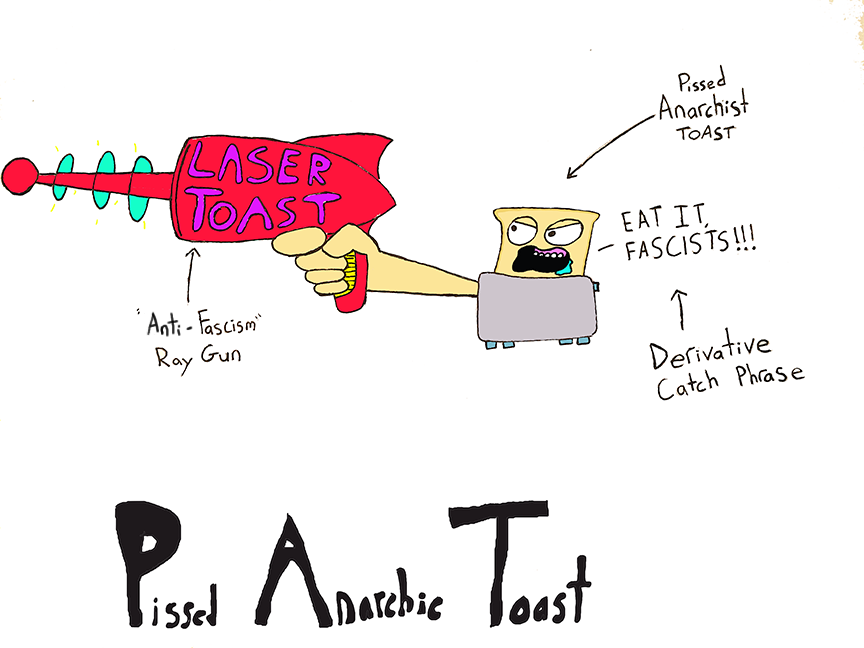 Pissed
Anarchist
TOAST
LASER
TOAST
EAT IT,
FASCISTS!!!
"Anti-Fascism"
Ray Gun
Derivative
Catch Phrase
Pissed Anarchic Toast